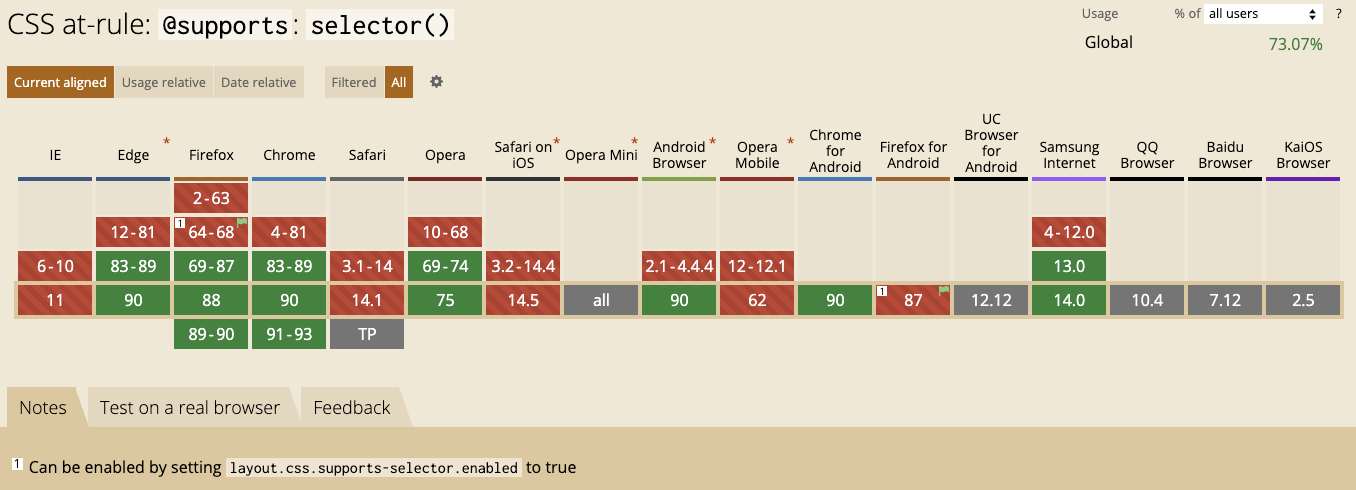 CSS at-rule: @supports: selector()
Usage % of all users ?
Global 73.07%
Current aligned Usage relative Date relative Filtered All
IE Edge * Firefox Chrome Safari Opera Safari on iOS * Opera Mini * Android Browser * Opera Mobile * Chrome for Android Firefox for Android UC Browser for Android Samsung Internet QQ Browser Baidu Browser KaiOS Browser
2-63
12-81 1 64-68 4-81 10-68 4-12.0
6-10 83-89 69-87 83-89 3.1-14 69-74 3.2-14.4 2.1-4.4.4 12-12.1 13.0
11 90 88 90 14.1 75 14.5 all 90 62 90 1 87 12.12 14.0 10.4 7.12 2.5
89-90 91-93 TP
Notes Test on a real browser Feedback
1 Can be enabled by setting layout.css.supports-selector.enabled to true